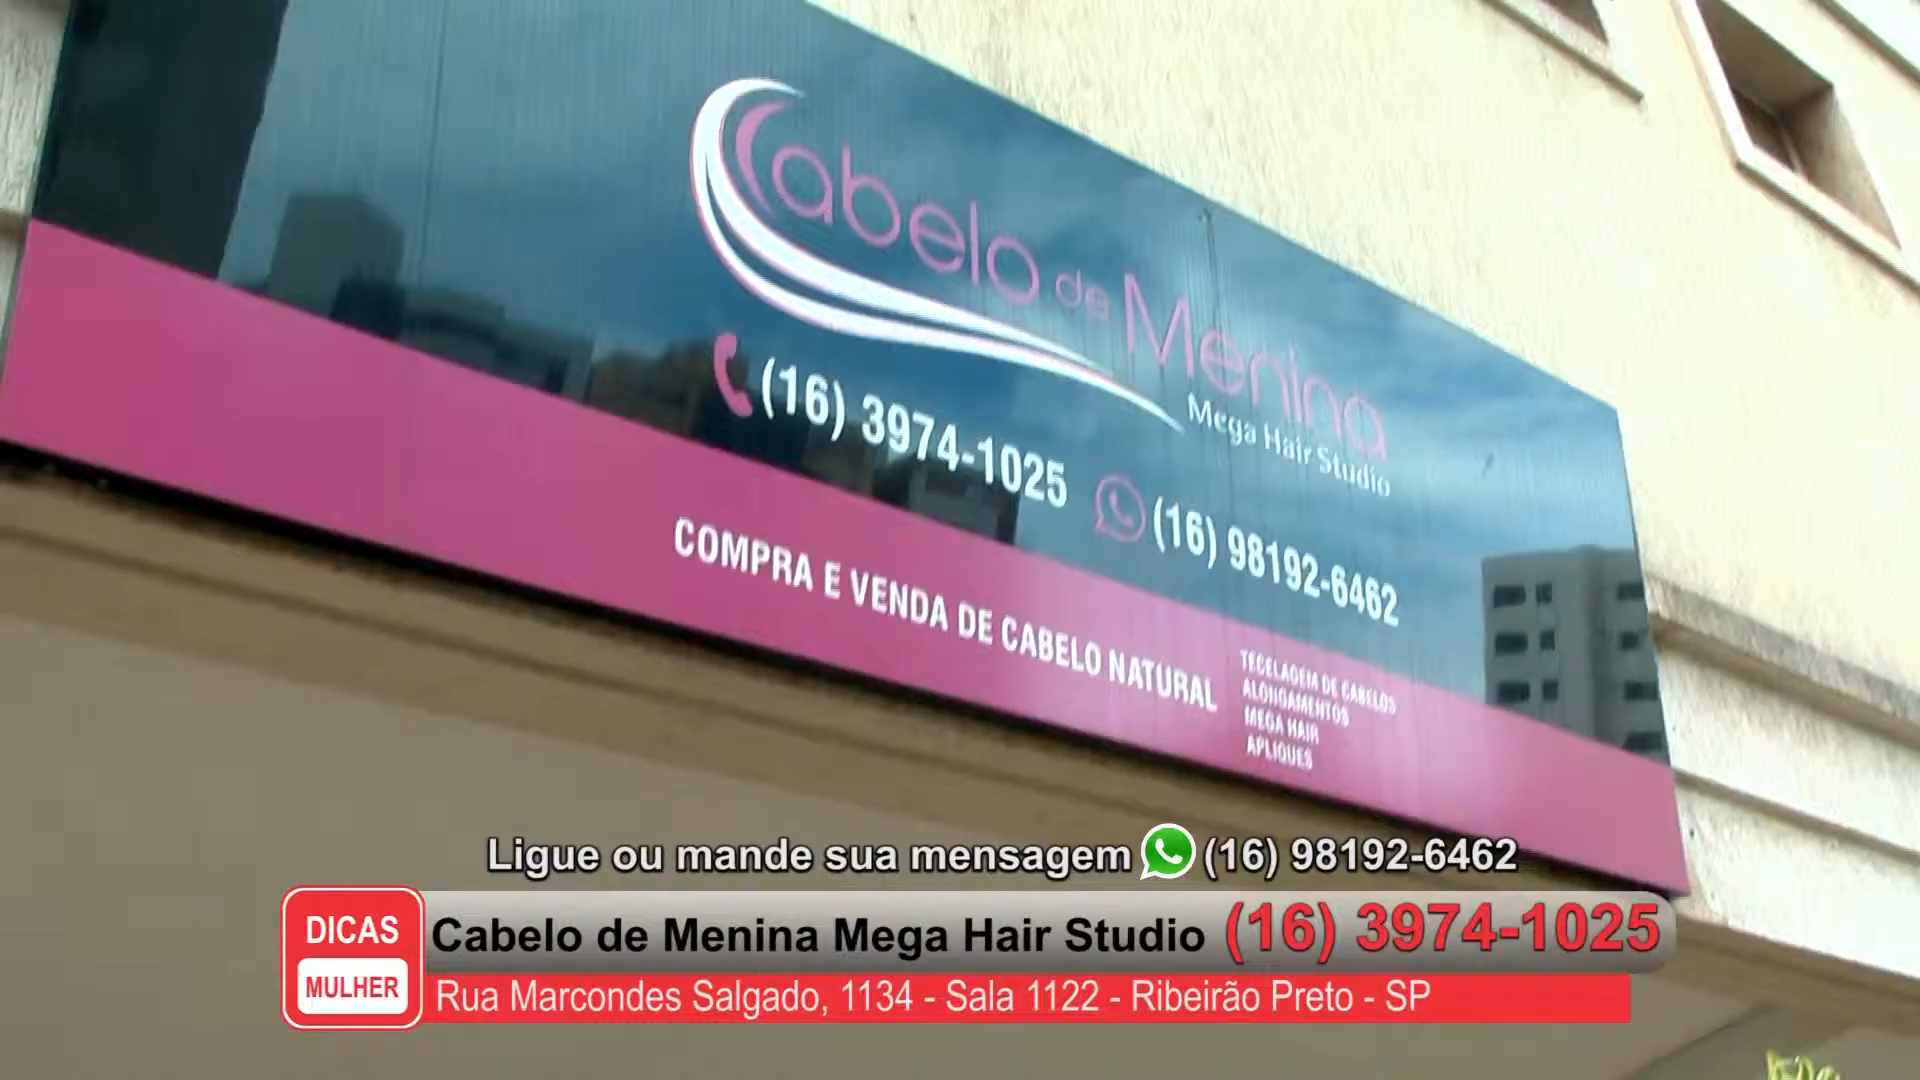 Cabelo de Menina
Mega Hair Studio
(16) 3974-1025
(16) 98192-6462
COMPRA E VENDA DE CABELO NATURAL
TECELAGEM DE CABELOS
ALONGAMENTOS
MEGA HAIR
APLIQUES
Ligue ou mande sua mensagem (16) 98192-6462
DICAS
MULHER
Cabelo de Menina Mega Hair Studio (16) 3974-1025
Rua Marcondes Salgado, 1134 - Sala 1122 - Ribeirão Preto - SP